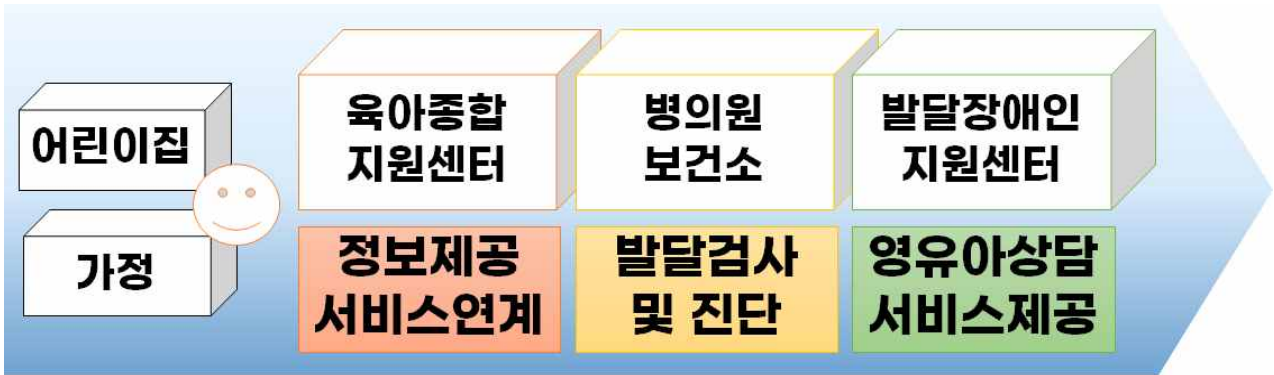 어린이집
가정
육아종합
지원센터
정보제공
서비스연계
병의원
보건소
발달검사
및 진단
발달장애인
지원센터
영유아상담
서비스제공